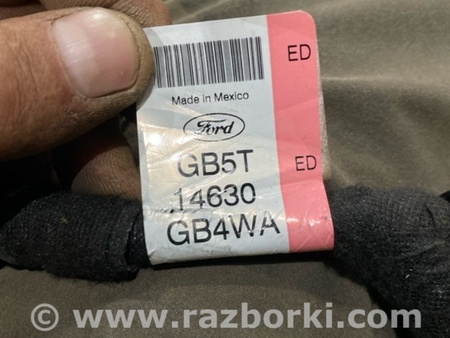 ED
Made in Mexico
Ford
GB5T
ED
14630
GB4WA
© www.razborki.com